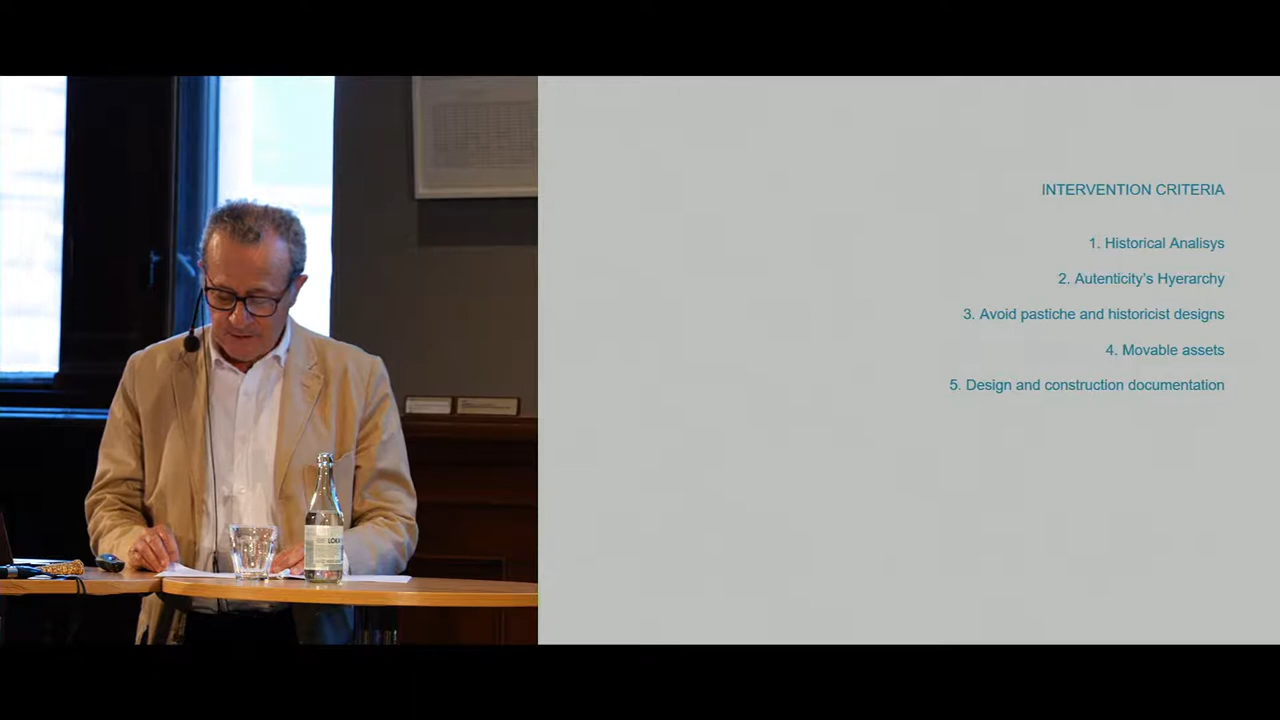 INTERVENTION CRITERIA
1. Historical Analisys
2. Autenticity's Hyerarchy
3. Avoid pastiche and historicist designs
4. Movable assets
5. Design and construction documentation
LOKA